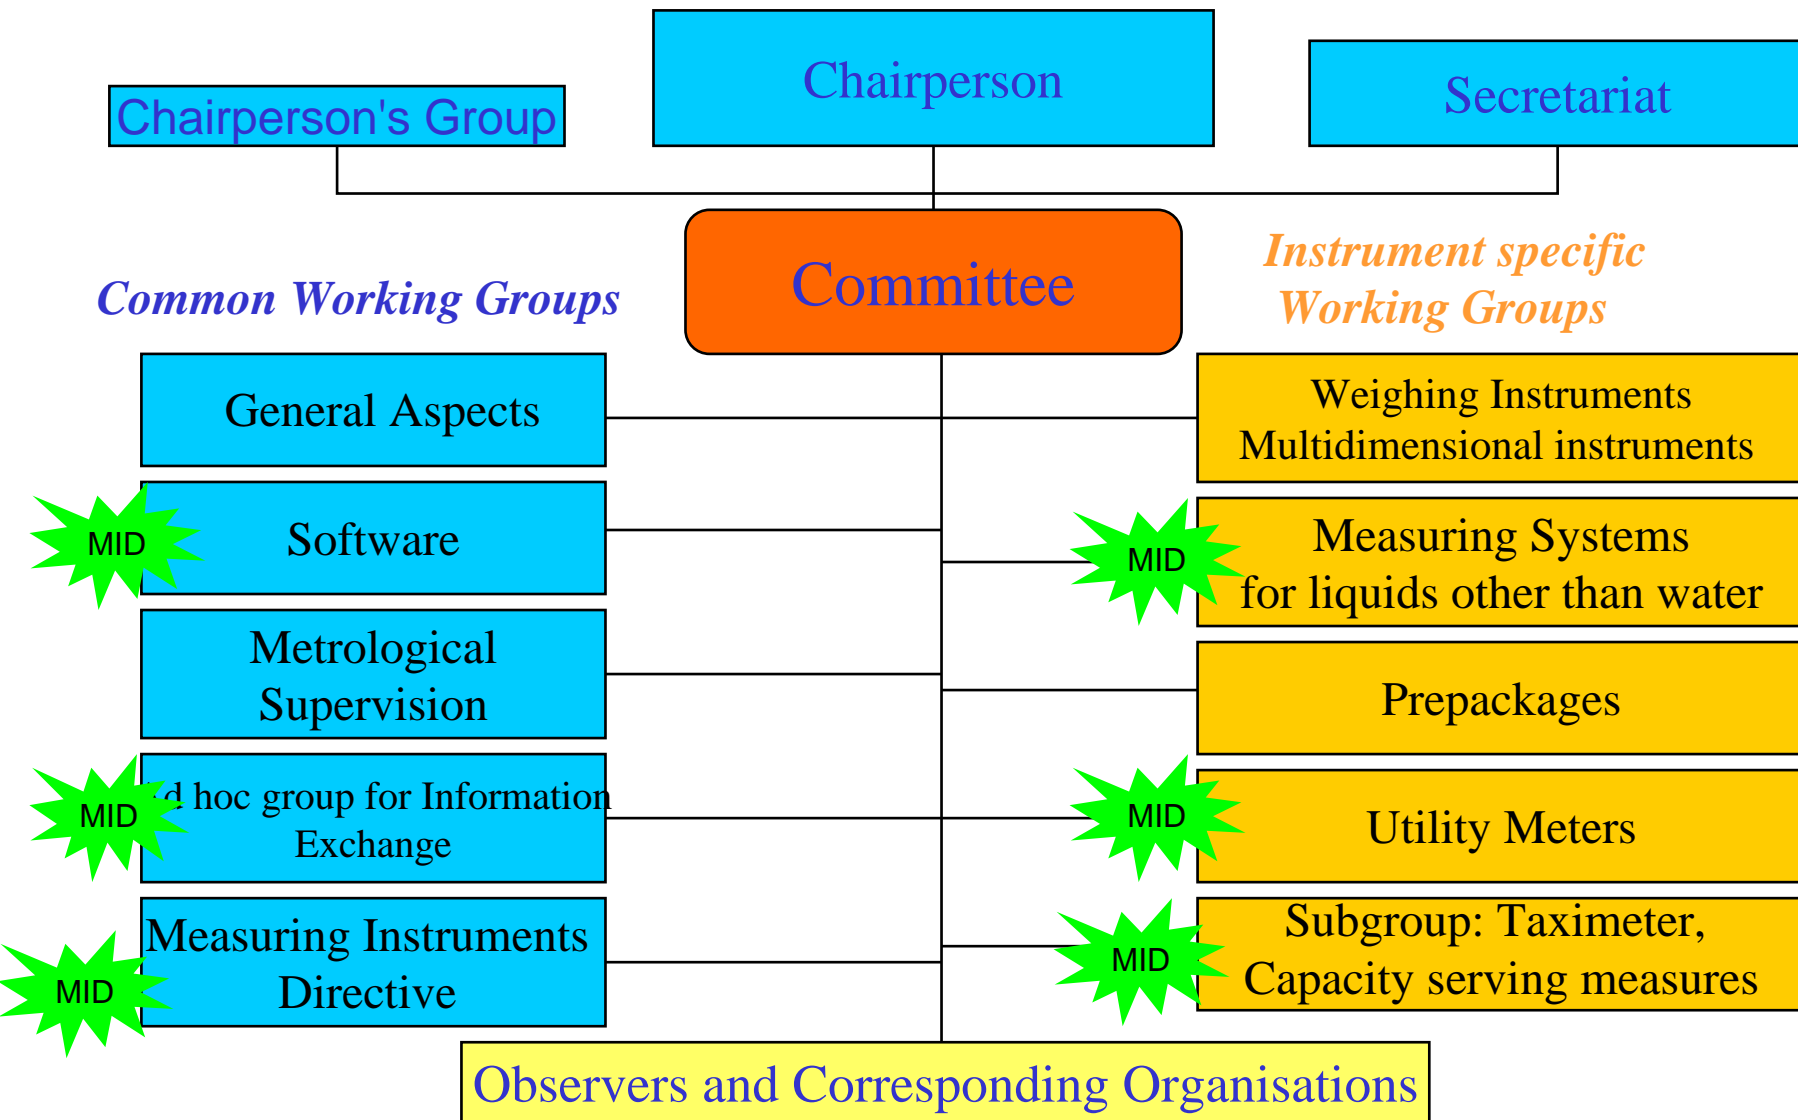 Chairperson's Group
Chairperson
Secretariat
Committee
Common Working Groups
Instrument specific
Working Groups
General Aspects
MID
Software
Metrological
Supervision
MID
d hoc group for Information
Exchange
MID
Measuring Instruments
Directive
Weighing Instruments
Multidimensional instruments
MID
Measuring Systems
for liquids other than water
Prepackages
MID
Utility Meters
MID
Subgroup: Taximeter,
Capacity serving measures
Observers and Corresponding Organisations